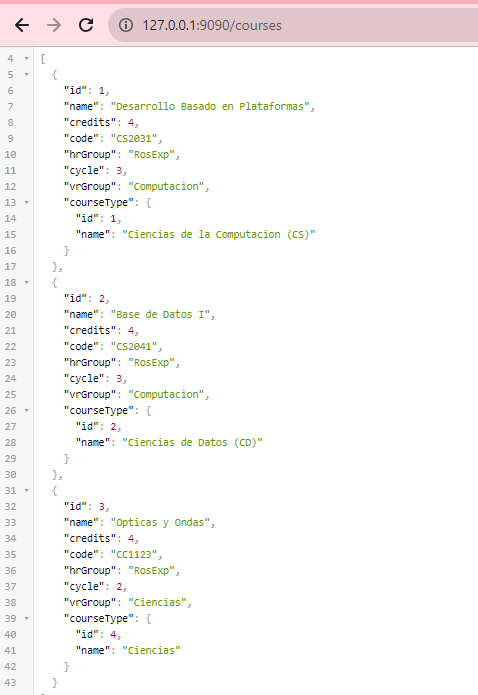 127.0.0.1:9090/courses
4 [
5 {
6 "id": 1,
7 "name": "Desarrollo Basado en Plataformas",
8 "credits": 4,
9 "code": "CS2031",
10 "hrGroup": "RosExp",
11 "cycle": 3,
12 "vrGroup": "Computacion",
13 "courseType": {
14 "id": 1,
15 "name": "Ciencias de la Computacion (CS)"
16 }
17 },
18 {
19 "id": 2,
20 "name": "Base de Datos I",
21 "credits": 4,
22 "code": "CS2041",
23 "hrGroup": "RosExp",
24 "cycle": 3,
25 "vrGroup": "Computacion",
26 "courseType": {
27 "id": 2,
28 "name": "Ciencias de Datos (CD)"
29 }
30 },
31 {
32 "id": 3,
33 "name": "Opticas y Ondas",
34 "credits": 4,
35 "code": "CC1123",
36 "hrGroup": "RosExp",
37 "cycle": 2,
38 "vrGroup": "Ciencias",
39 "courseType": {
40 "id": 4,
41 "name": "Ciencias"
42 }
43 }